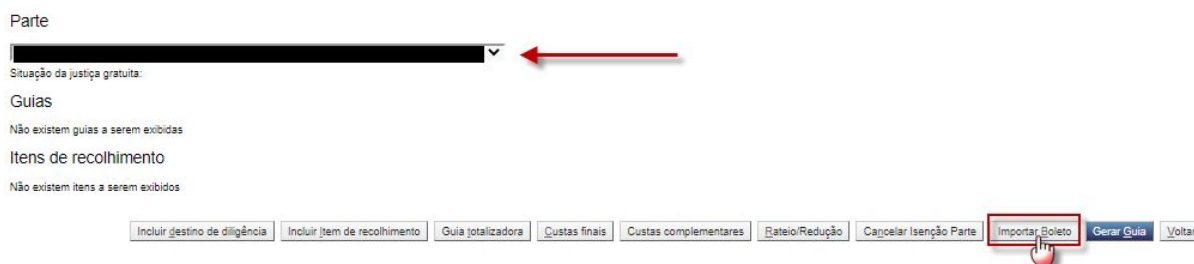 Parte
Situação da justiça gratuita:
Guias
Não existem guias a serem exibidas
Itens de recolhimento
Não existem itens a serem exibidos
Incluir destino de diligência Incluir Item de recolhimento Guia totalizadora Custas finais Custas complementares Rateio/Redução Cancelar Isenção Parte Importar Boleto Gerar Guia Voltar